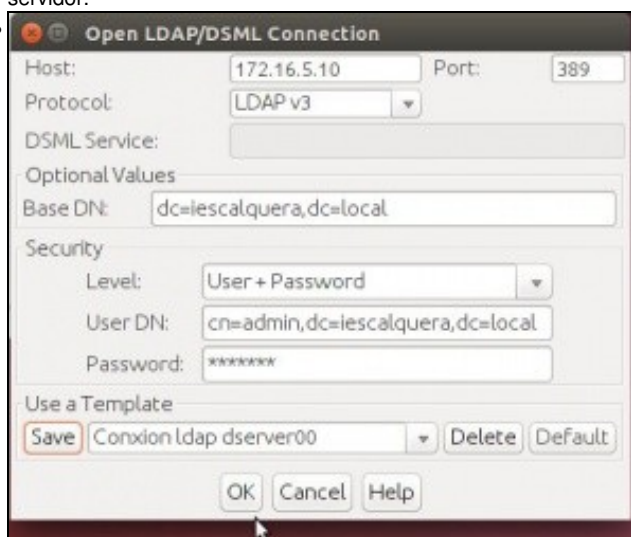 servidor.
Open LDAP/DSML Connection
Host: 172.16.5.10 Port: 389
Protocol: LDAP v3
DSML Service:
Optional Values
Base DN: dc=iescalquera,dc=local
Security
Level: User + Password
User DN: cn=admin,dc=iescalquera,dc=local
Password: *******
Use a Template
Save Conxion ldap dserver00 Delete Default
OK Cancel Help